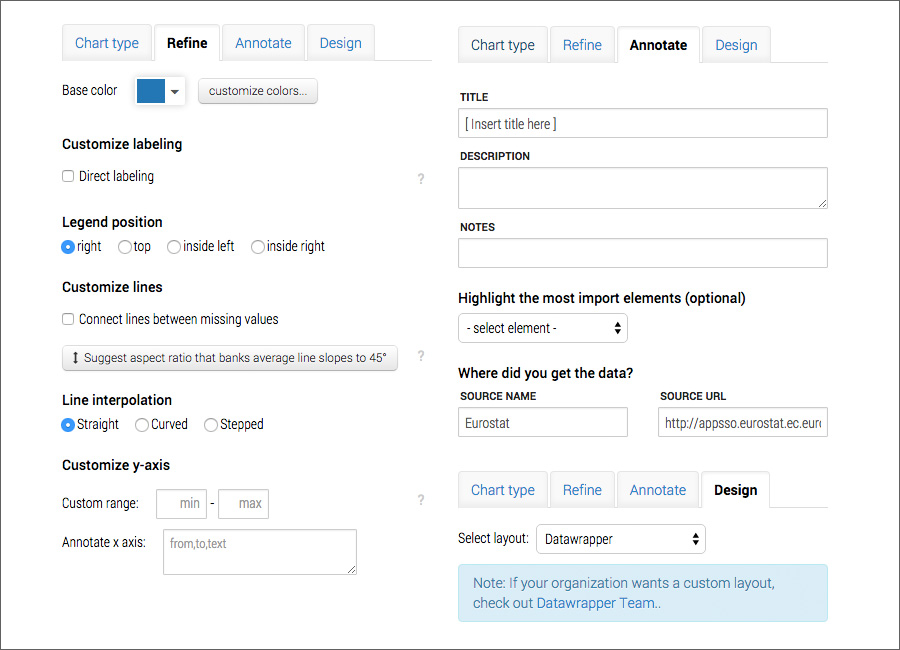 Chart type Refine Annotate Design
Base color customize colors...
Customize labeling
Direct labeling ?
Legend position
right top inside left inside right
Customize lines
Connect lines between missing values
Suggest aspect ratio that banks average line slopes to 45° ?
Line interpolation
Straight Curved Stepped
Customize y-axis
Custom range: min - max ?
Annotate x axis: from,to,text
Chart type Refine Annotate Design
TITLE
[ Insert title here ]
DESCRIPTION
NOTES
Highlight the most import elements (optional)
- select element -
Where did you get the data?
SOURCE NAME SOURCE URL
Eurostat http://appsso.eurostat.ec.eur
Chart type Refine Annotate Design
Select layout: Datawrapper
Note: If your organization wants a custom layout,
check out Datawrapper Team..